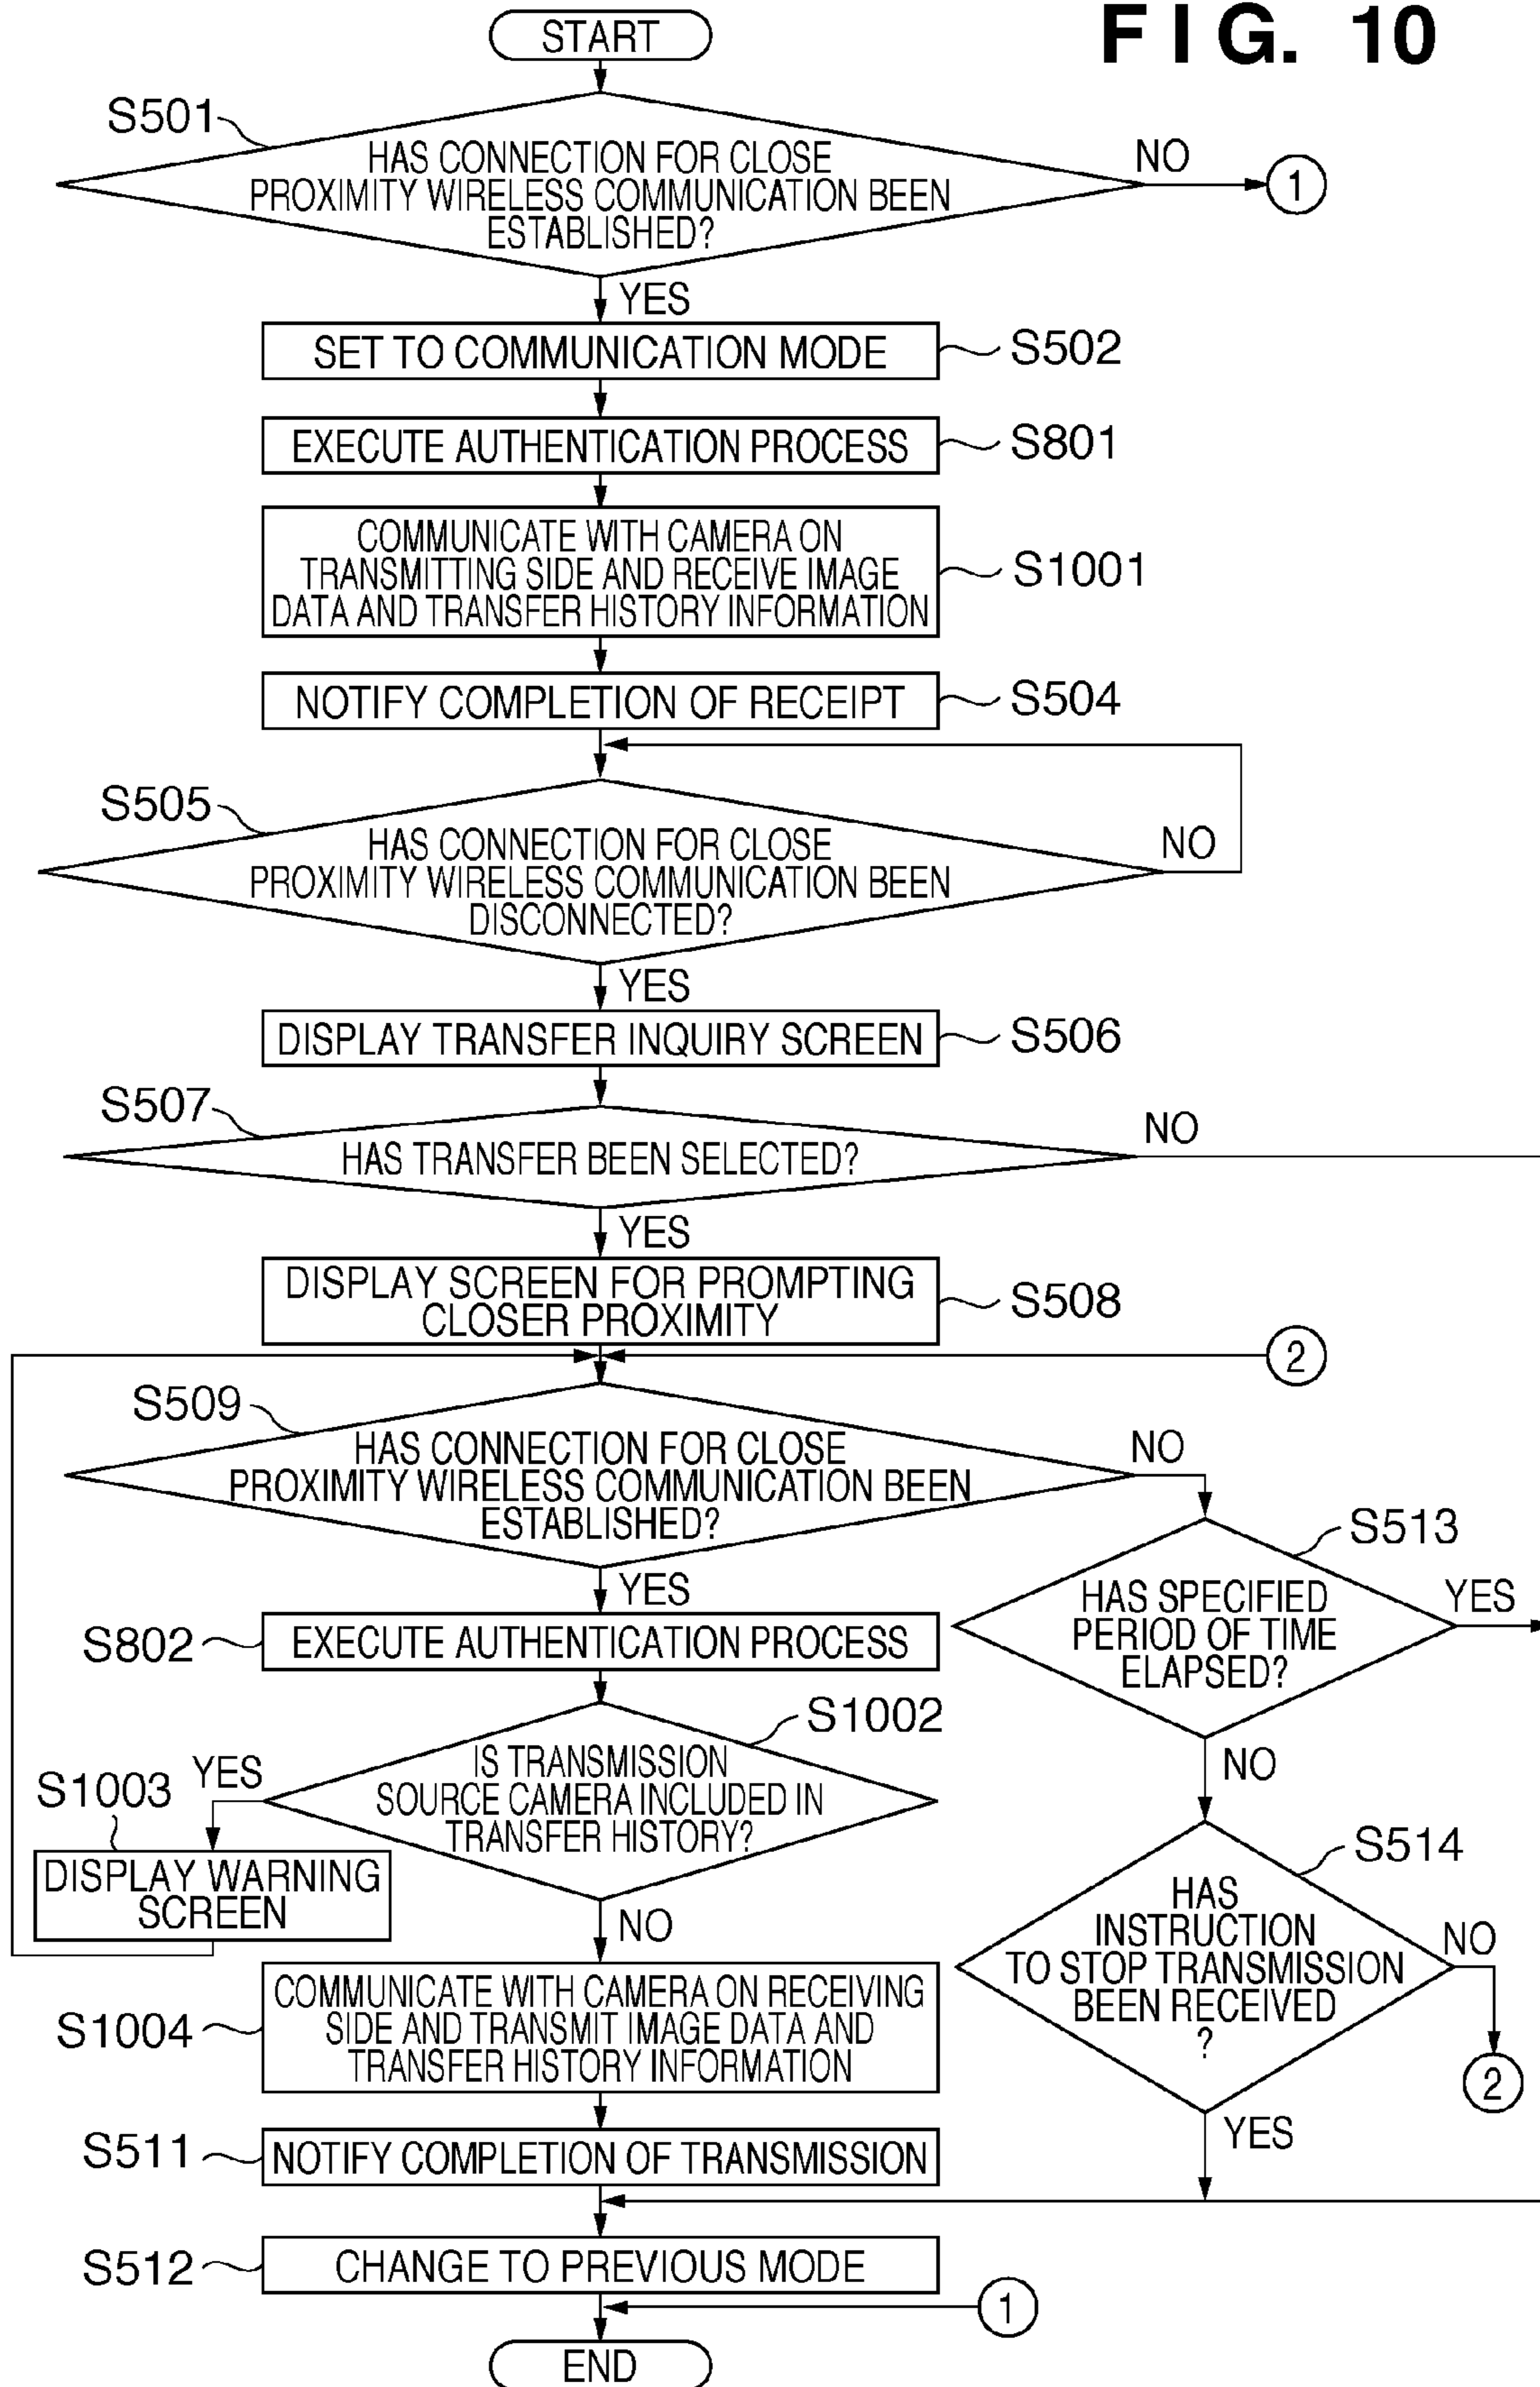 FIG. 10
START
S501
HAS CONNECTION FOR CLOSE
PROXIMITY WIRELESS COMMUNICATION BEEN
ESTABLISHED?
NO
1
YES
SET TO COMMUNICATION MODE
S502
EXECUTE AUTHENTICATION PROCESS
S801
COMMUNICATE WITH CAMERA ON
TRANSMITTING SIDE AND RECEIVE IMAGE
DATA AND TRANSFER HISTORY INFORMATION
S1001
NOTIFY COMPLETION OF RECEIPT
S504
S505
HAS CONNECTION FOR CLOSE
PROXIMITY WIRELESS COMMUNICATION BEEN
DISCONNECTED?
NO
YES
DISPLAY TRANSFER INQUIRY SCREEN
S506
S507
HAS TRANSFER BEEN SELECTED?
NO
YES
DISPLAY SCREEN FOR PROMPTING
CLOSER PROXIMITY
S508
2
S509
HAS CONNECTION FOR CLOSE
PROXIMITY WIRELESS COMMUNICATION BEEN
ESTABLISHED?
NO
YES
S513
HAS SPECIFIED
PERIOD OF TIME
ELAPSED?
YES
NO
S802
EXECUTE AUTHENTICATION PROCESS
S1002
IS TRANSMISSION
SOURCE CAMERA INCLUDED IN
TRANSFER HISTORY?
YES
S1003
DISPLAY WARNING
SCREEN
NO
S514
HAS
INSTRUCTION
TO STOP TRANSMISSION
BEEN RECEIVED
?
NO
2
YES
S1004
COMMUNICATE WITH CAMERA ON RECEIVING
SIDE AND TRANSMIT IMAGE DATA AND
TRANSFER HISTORY INFORMATION
S511
NOTIFY COMPLETION OF TRANSMISSION
S512
CHANGE TO PREVIOUS MODE
1
END